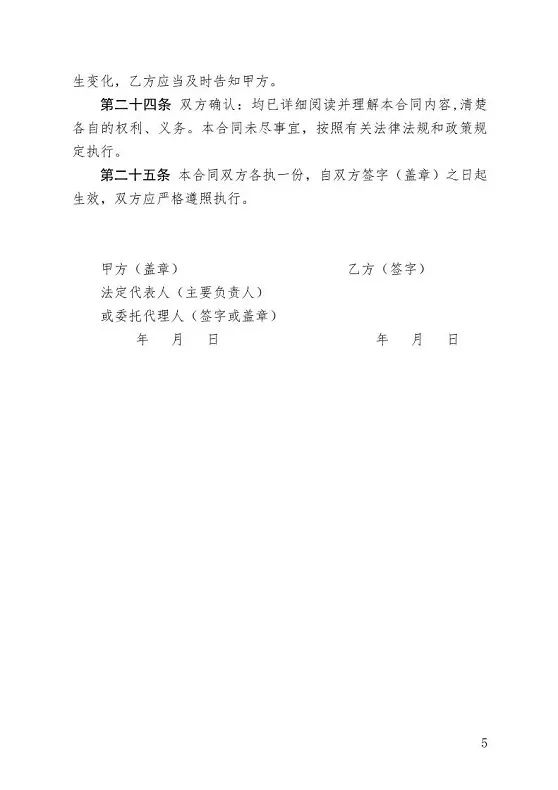 生变化，乙方应当及时告知甲方。
第二十四条 双方确认：均已详细阅读并理解本合同内容,清楚
各自的权利、义务。本合同未尽事宜，按照有关法律法规和政策规
定执行。
第二十五条 本合同双方各执一份，自双方签字（盖章）之日起
生效，双方应严格遵照执行。
甲方（盖章） 乙方（签字）
法定代表人（主要负责人）
或委托代理人（签字或盖章）
年 月 日 年 月 日
5